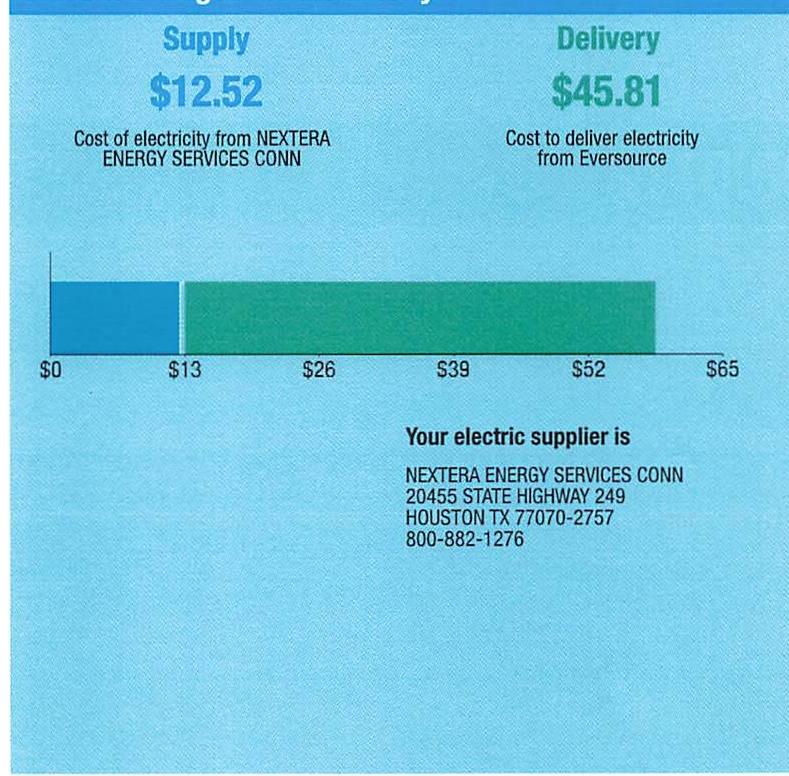 Supply
$12.52
Cost of electricity from NEXTERA
ENERGY SERVICES CONN
Delivery
$45.81
Cost to deliver electricity
from Eversource
$0 $13 $26 $39 $52 $65
Your electric supplier is
NEXTERA ENERGY SERVICES CONN
20455 STATE HIGHWAY 249
HOUSTON TX 77070-2757
800-882-1276